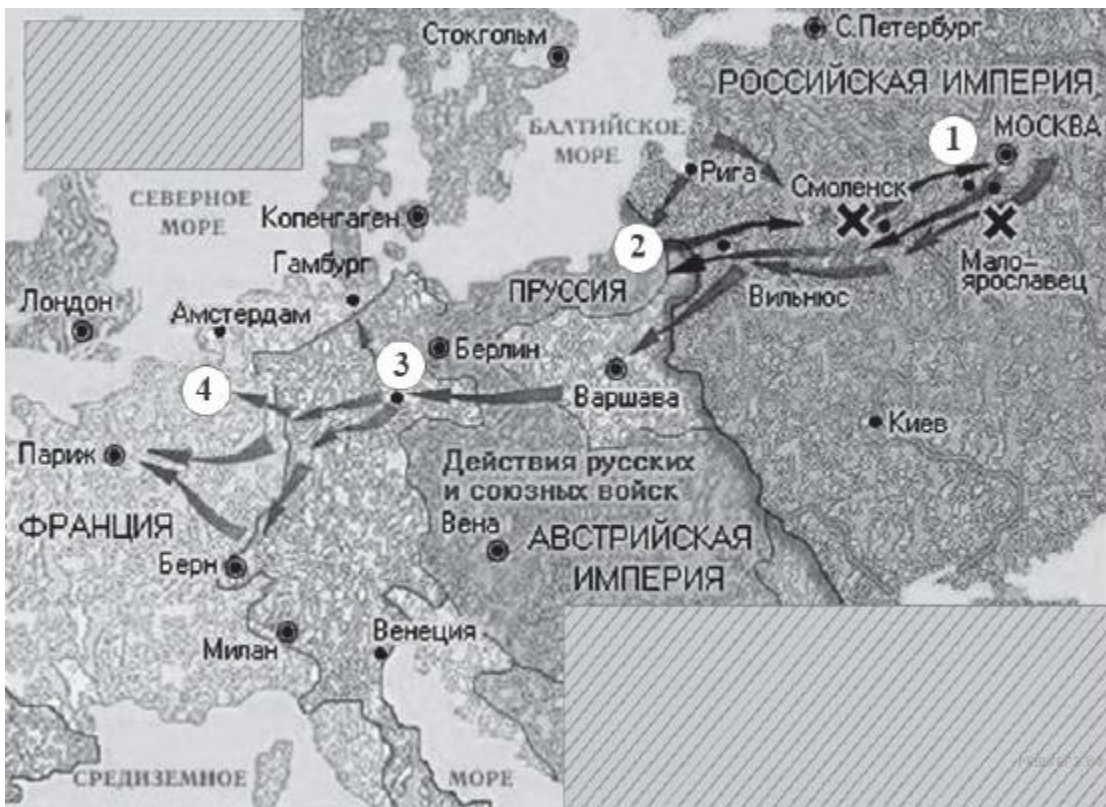 Стокгольм
С.Петербург
РОССИЙСКАЯ ИМПЕРИЯ
БАЛТИЙСКОЕ
МОРЕ
1
МОСКВА
Рига
Смоленск
СЕВЕРНОЕ
МОРЕ
Копенгаген
2
Мало-
ярославец
Гамбург
ПРУССИЯ
Вильнюс
Лондон
Амстердам
Берлин
3
4
Варшава
Киев
Париж
Действия русских
и союзных войск
ФРАНЦИЯ
Вена
АВСТРИЙСКАЯ
ИМПЕРИЯ
Берн
Милан
Венеция
СРЕДИЗЕМНОЕ
МОРЕ